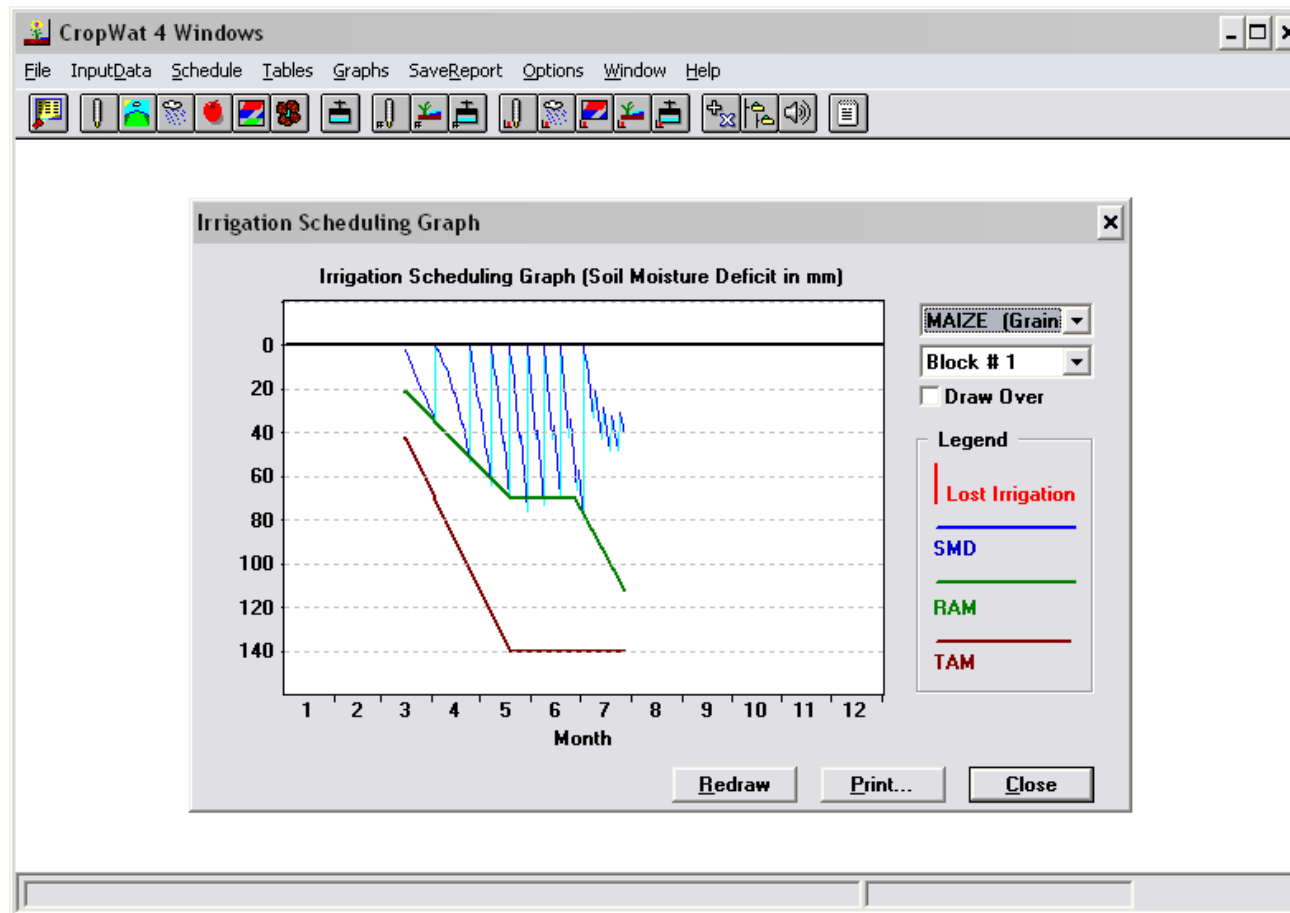 CropWat 4 Windows
File InputData Schedule Tables Graphs SaveReport Options Window Help
Irrigation Scheduling Graph
Irrigation Scheduling Graph (Soil Moisture Deficit in mm)
0
20
40
60
80
100
120
140
1 2 3 4 5 6 7 8 9 10 11 12
Month
MAIZE (Grain
Block # 1
Draw Over
Legend
Lost Irrigation
SMD
RAM
TAM
Redraw Print... Close